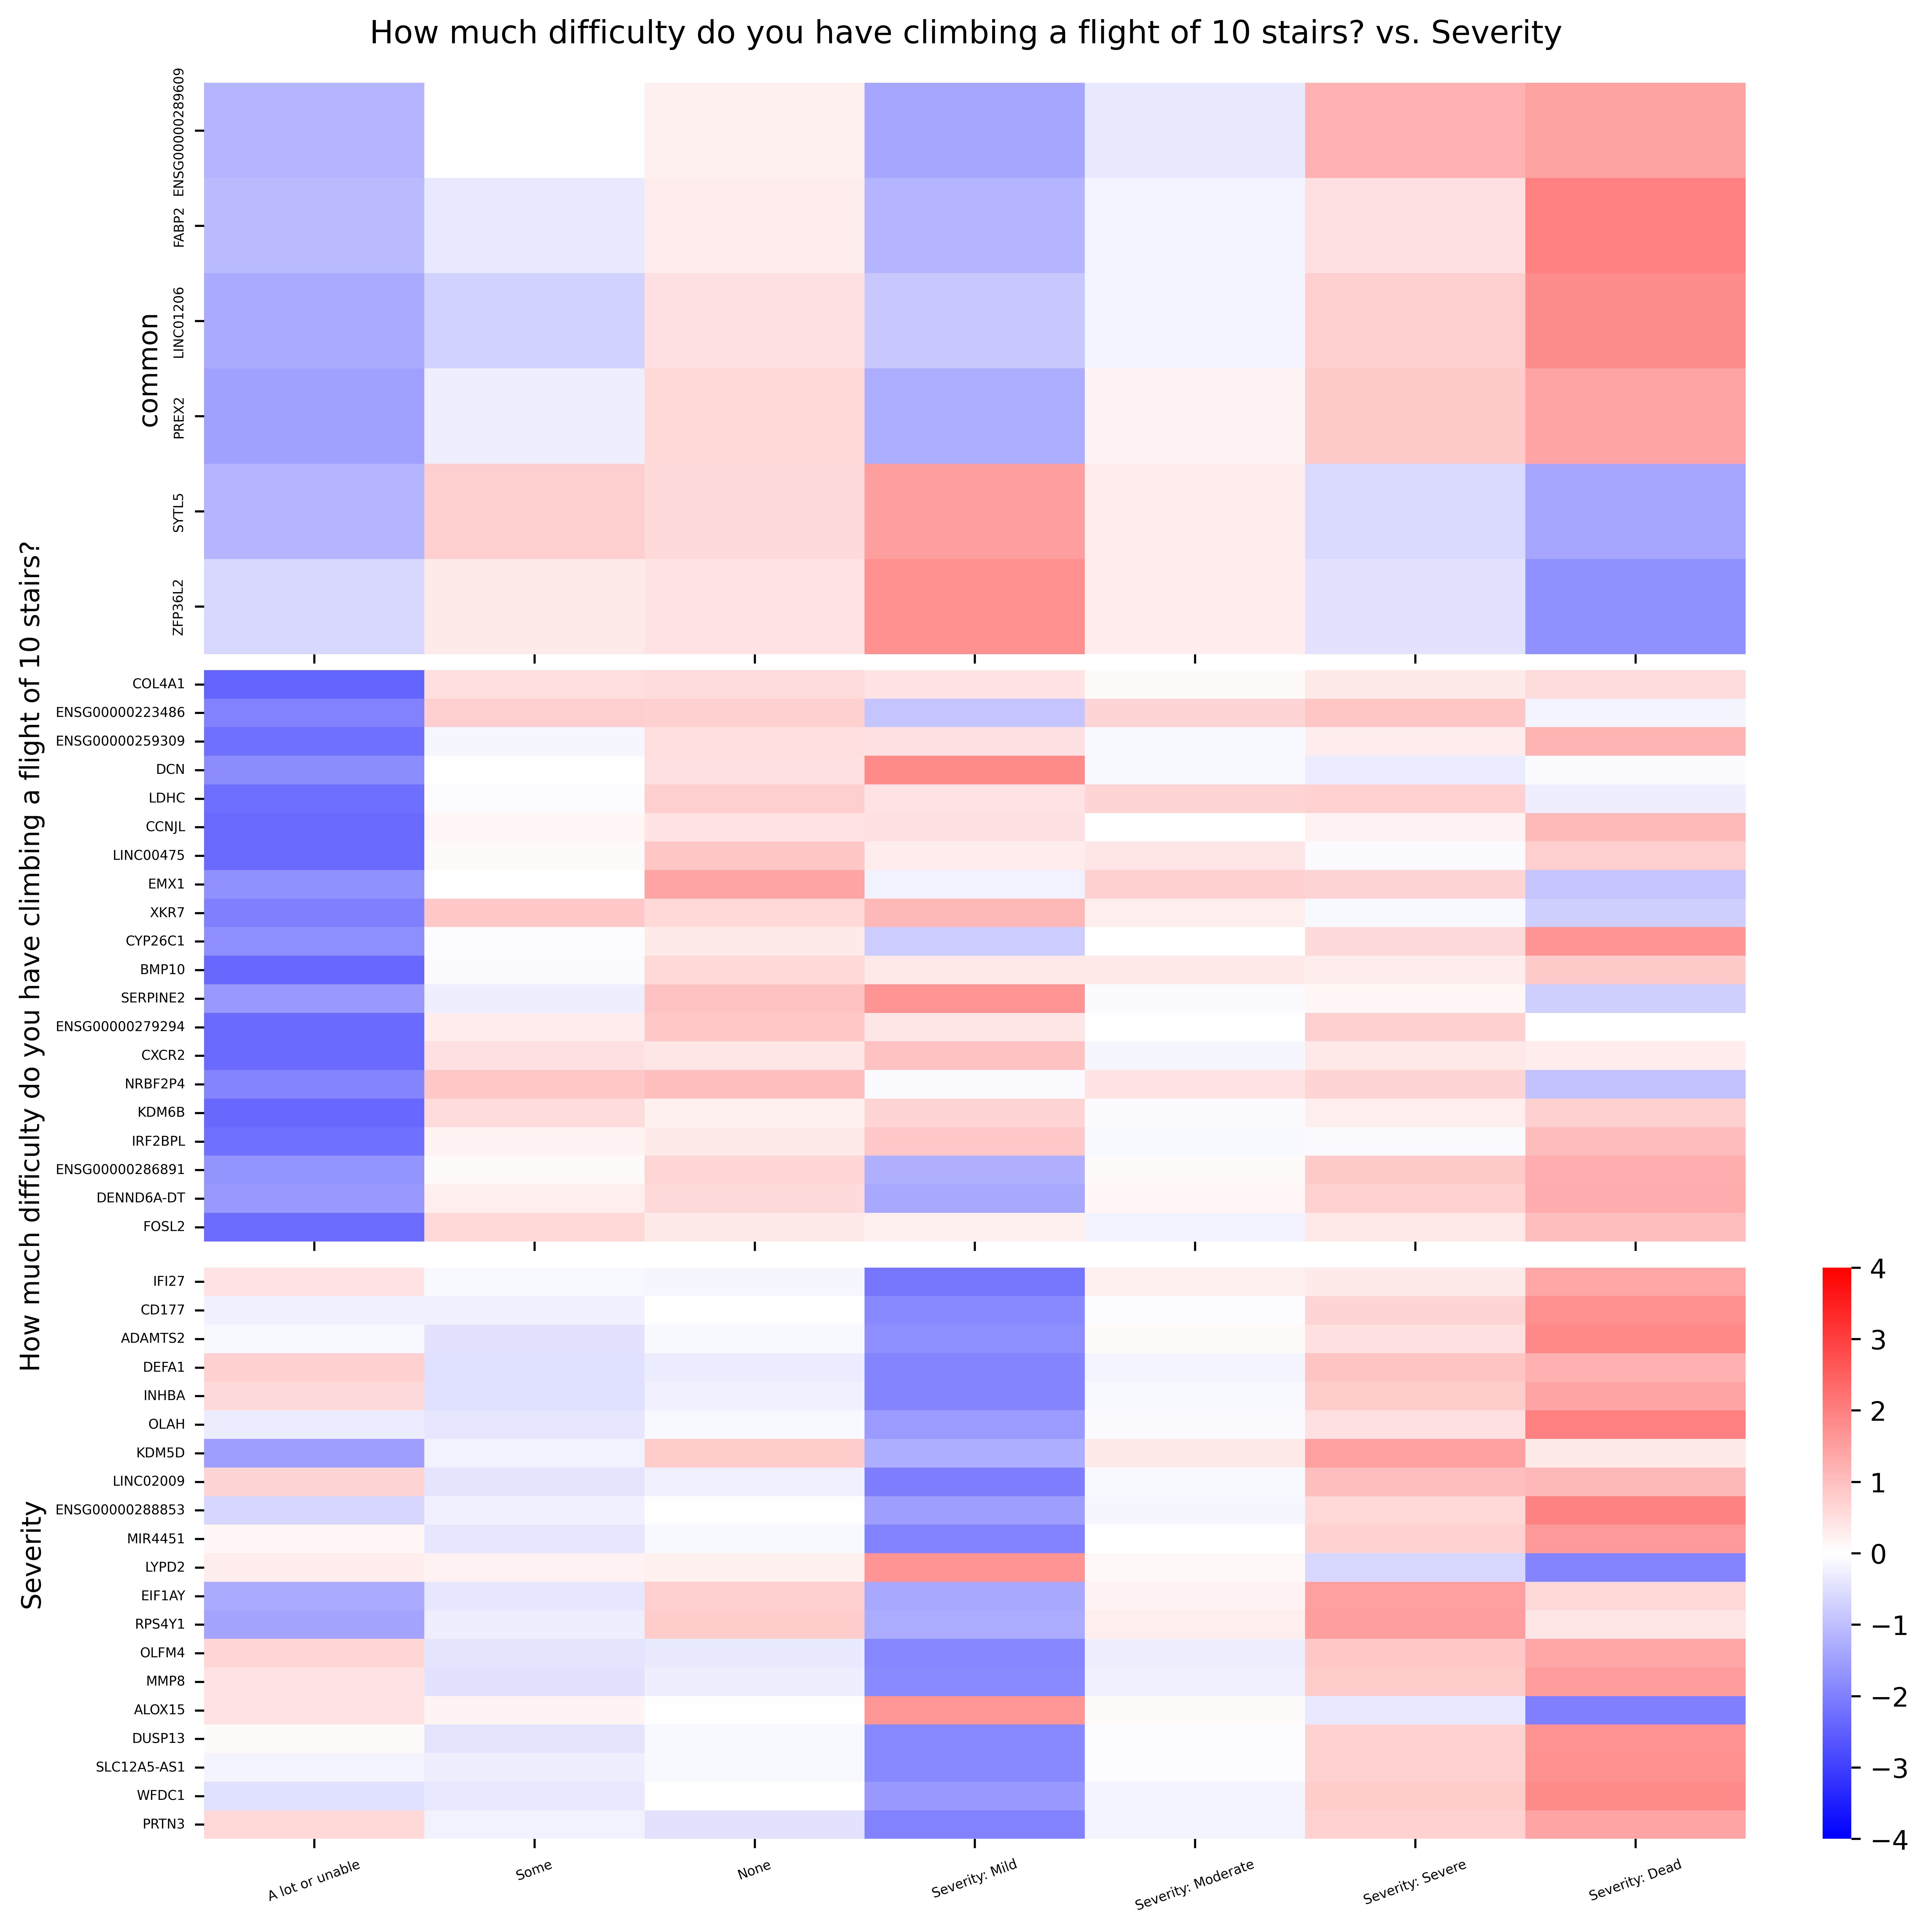 How much difficulty do you have climbing a flight of 10 stairs? vs. Severity
common
ENSG00000289609
FABP2
LINC01206
PREX2
SYTL5
ZFP36L2
How much difficulty do you have climbing a flight of 10 stairs?
COL4A1
ENSG00000223486
ENSG00000259309
DCN
LDHC
CCNJL
LINC00475
EMX1
XKR7
CYP26C1
BMP10
SERPINE2
ENSG00000279294
CXCR2
NRBF2P4
KDM6B
IRF2BPL
ENSG00000286891
DENND6A-DT
FOSL2
Severity
IFI27
CD177
ADAMTS2
DEFA1
INHBA
OLAH
KDM5D
LINC02009
ENSG00000288853
MIR4451
LYPD2
EIF1AY
RPS4Y1
OLFM4
MMP8
ALOX15
DUSP13
SLC12A5-AS1
WFDC1
PRTN3
A lot or unable
Some
None
Severity: Mild
Severity: Moderate
Severity: Severe
Severity: Dead
4
3
2
1
0
−1
−2
−3
−4